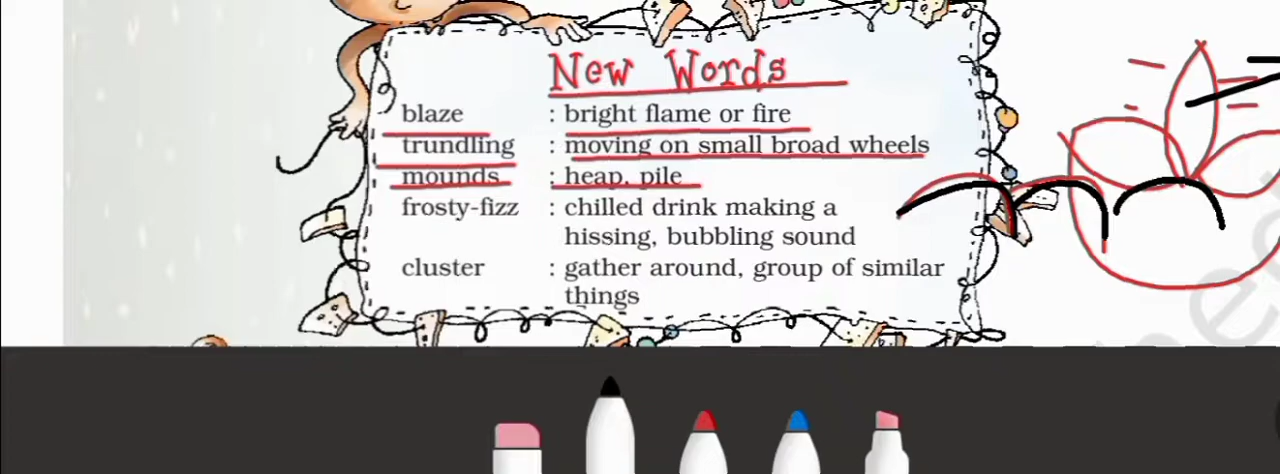 New Words
blaze : bright flame or fire
trundling : moving on small broad wheels
mounds : heap, pile
frosty-fizz : chilled drink making a
hissing, bubbling sound
cluster : gather around, group of similar
things